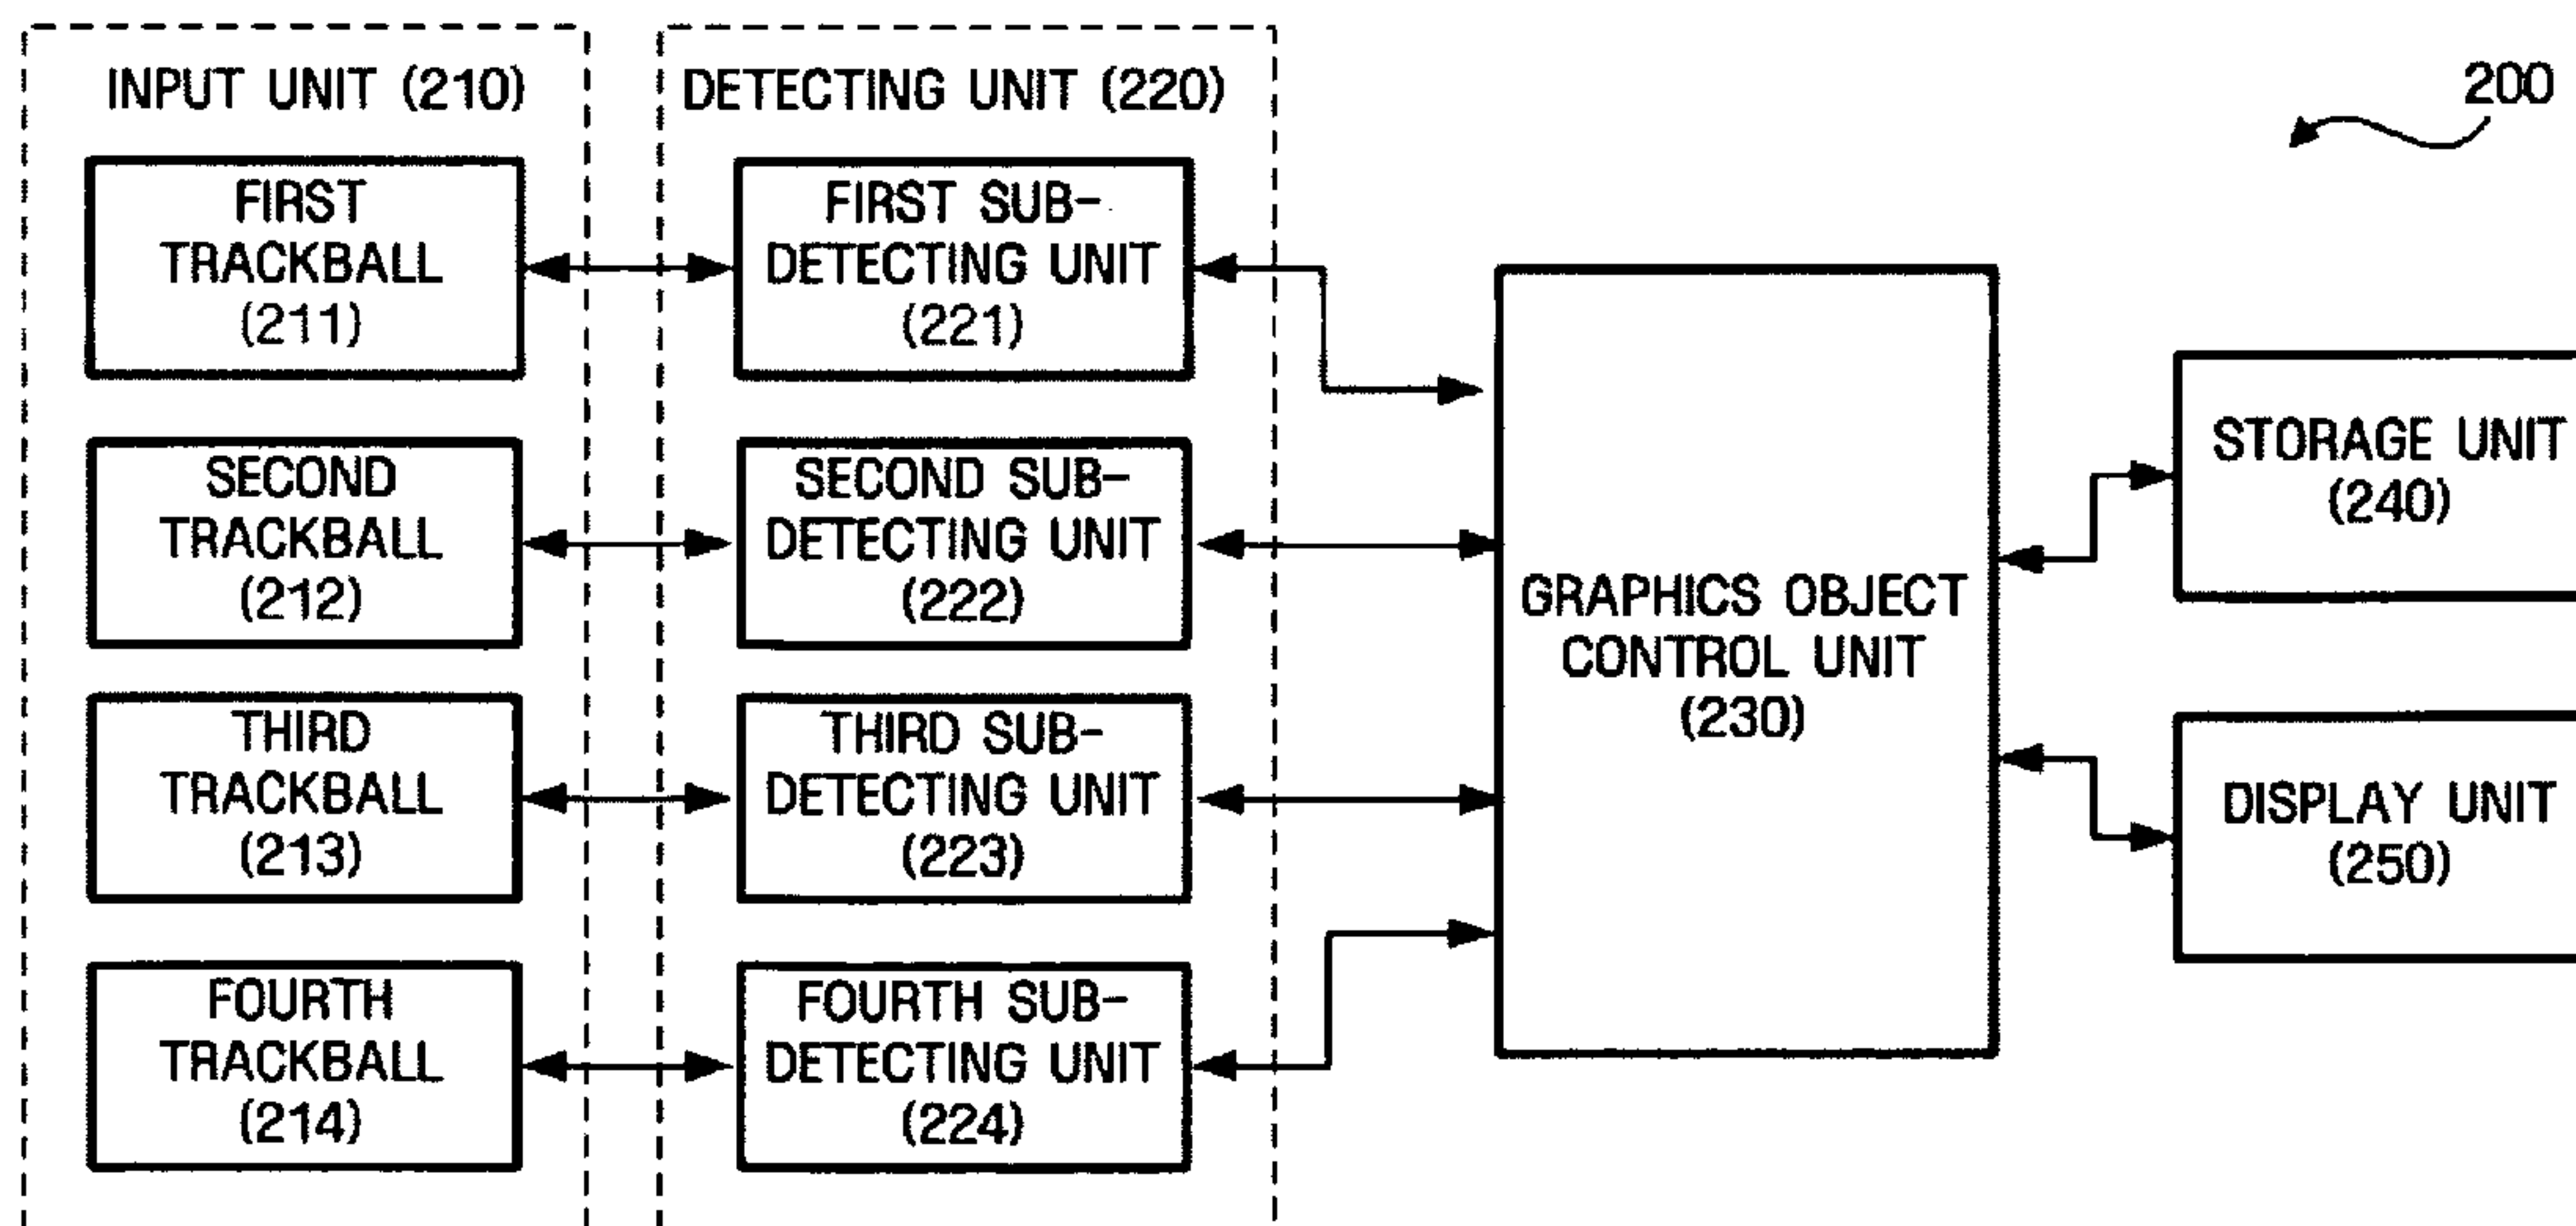 INPUT UNIT (210)
DETECTING UNIT (220)
200
FIRST
TRACKBALL
(211)
FIRST SUB-
DETECTING UNIT
(221)
SECOND
TRACKBALL
(212)
SECOND SUB-
DETECTING UNIT
(222)
THIRD
TRACKBALL
(213)
THIRD SUB-
DETECTING UNIT
(223)
FOURTH
TRACKBALL
(214)
FOURTH SUB-
DETECTING UNIT
(224)
GRAPHICS OBJECT
CONTROL UNIT
(230)
STORAGE UNIT
(240)
DISPLAY UNIT
(250)